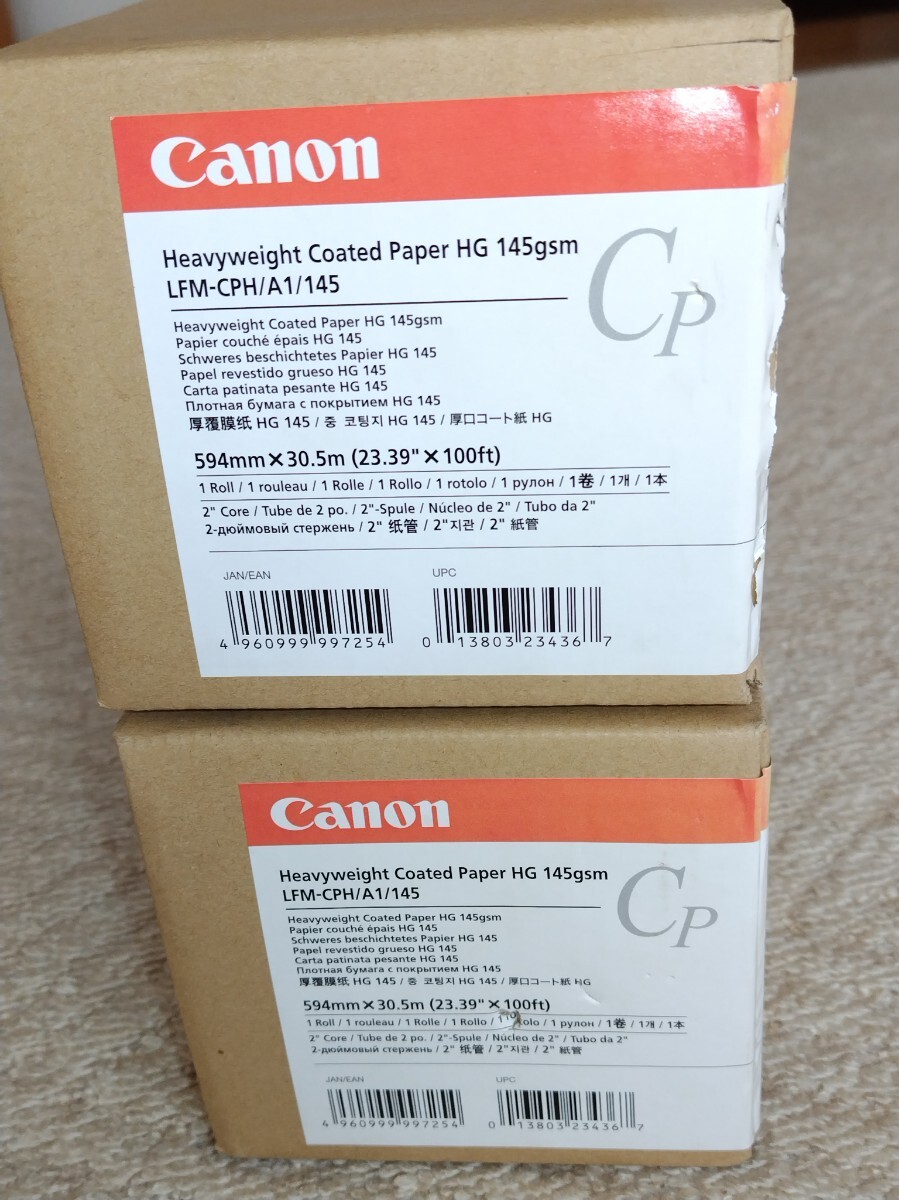 Canon
Heavyweight Coated Paper HG 145gsm
LFM-CPH/A1/145
CP
Heavyweight Coated Paper HG 145gsm
Papier couché épais HG 145
Schweres beschichtetes Papier HG 145
Papel revestido grueso HG 145
Carta patinata pesante HG 145
Плотная бумага с покрытием HG 145
厚覆膜纸 HG 145 / 중 코팅지 HG 145 / 厚口コート紙 HG
594mm×30.5m (23.39"×100ft)
1 Roll / 1 rouleau / 1 Rolle / 1 Rollo / 1 rotolo / 1 рулон / 1卷 / 1개 / 1本
2" Core / Tube de 2 po. / 2"-Spule / Núcleo de 2" / Tubo da 2"
2-дюймовый стержень / 2" 纸管 / 2"지관 / 2" 紙管
JAN/EAN UPC
4 960999 997254 0 13803 23436 7
Canon
Heavyweight Coated Paper HG 145gsm
LFM-CPH/A1/145
CP
Heavyweight Coated Paper HG 145gsm
Papier couché épais HG 145
Schweres beschichtetes Papier HG 145
Papel revestido grueso HG 145
Carta patinata pesante HG 145
Плотная бумага с покрытием HG 145
厚覆膜纸 HG 145 / 중 코팅지 HG 145 / 厚口コート紙 HG
594mm×30.5m (23.39"×100ft)
1 Roll / 1 rouleau / 1 Rolle / 1 Rollo / 1 рулон / 1卷 / 1개 / 1本
2" Core / Tube de 2 po. / 2"-Spule / Núcleo de 2" / Tubo da 2"
2-дюймовый стержень / 2" 纸管 / 2"지관 / 2" 紙管
JAN/EAN UPC
4 960999 997254 0 13803 23436 7